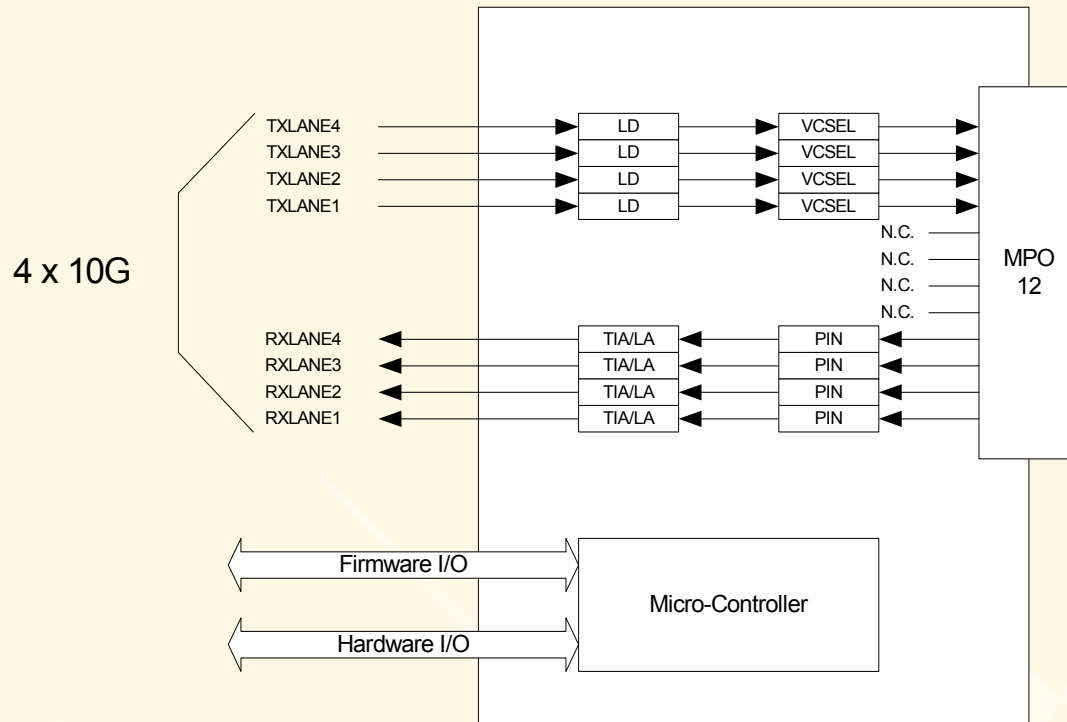 TXLANE4 LD VCSEL
TXLANE3 LD VCSEL
TXLANE2 LD VCSEL
TXLANE1 LD VCSEL
N.C.
N.C.
N.C.
N.C.
MPO
12
4 x 10G
RXLANE4 TIA/LA PIN
RXLANE3 TIA/LA PIN
RXLANE2 TIA/LA PIN
RXLANE1 TIA/LA PIN
Firmware I/O
Micro-Controller
Hardware I/O